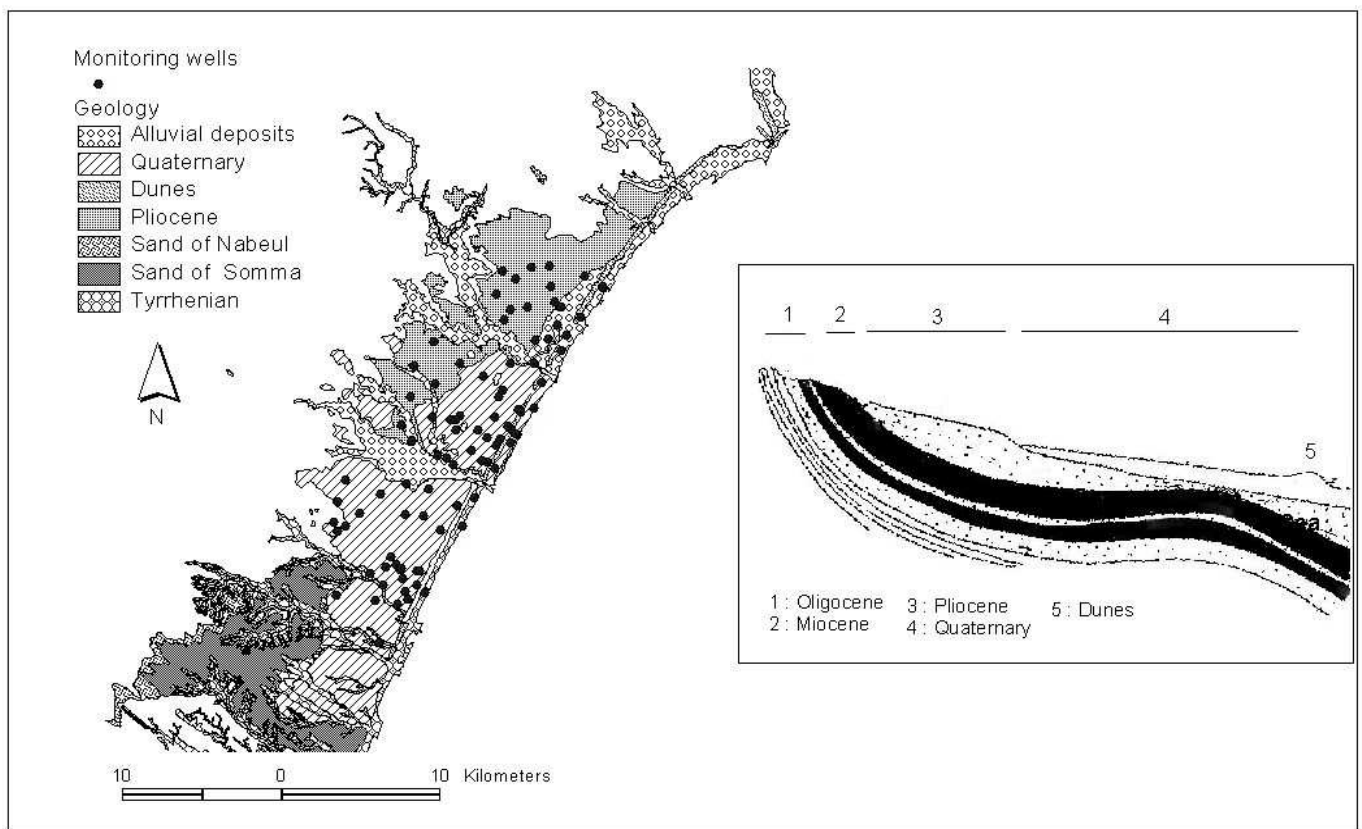 Monitoring wells
Geology
Alluvial deposits
Quaternary
Dunes
Pliocene
Sand of Nabeul
Sand of Somma
Tyrrhenian
N
10 0 10 Kilometers
1 2 3 4
5
Sea
1 : Oligocene 3 : Pliocene 5 : Dunes
2 : Miocene 4 : Quaternary